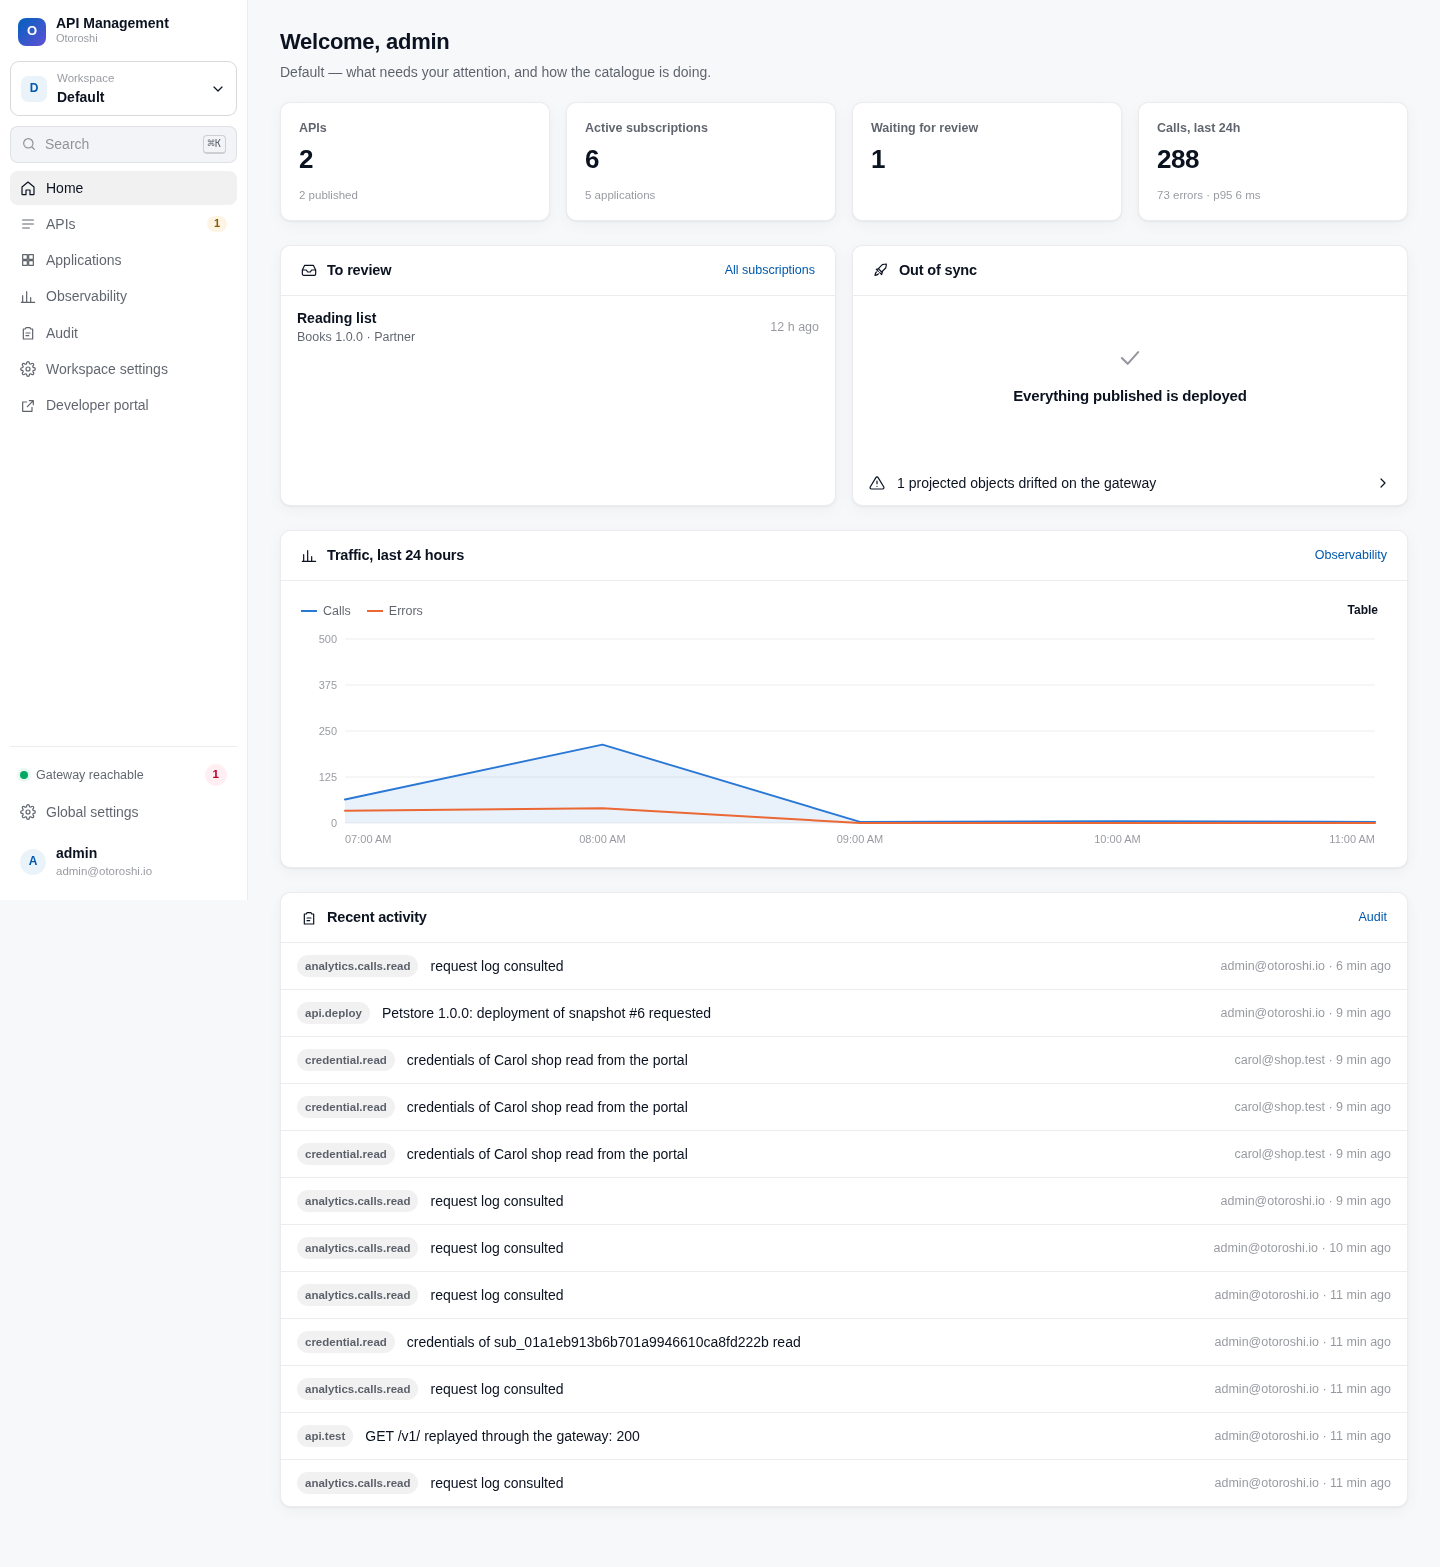 O
API Management
Otoroshi
D
Workspace
Default
Search
⌘K
Home
APIs
1
Applications
Observability
Audit
Workspace settings
Developer portal
Gateway reachable
1
Global settings
A
admin
admin@otoroshi.io
Welcome, admin
Default — what needs your attention, and how the catalogue is doing.
APIs
2
2 published
Active subscriptions
6
5 applications
Waiting for review
1
Calls, last 24h
288
73 errors · p95 6 ms
To review
All subscriptions
Reading list
Books 1.0.0 · Partner
12 h ago
Out of sync
Everything published is deployed
1 projected objects drifted on the gateway
Traffic, last 24 hours
Observability
Calls
Errors
Table
500
375
250
125
0
07:00 AM
08:00 AM
09:00 AM
10:00 AM
11:00 AM
Recent activity
Audit
analytics.calls.read request log consulted admin@otoroshi.io · 6 min ago
api.deploy Petstore 1.0.0: deployment of snapshot #6 requested admin@otoroshi.io · 9 min ago
credential.read credentials of Carol shop read from the portal carol@shop.test · 9 min ago
credential.read credentials of Carol shop read from the portal carol@shop.test · 9 min ago
credential.read credentials of Carol shop read from the portal carol@shop.test · 9 min ago
analytics.calls.read request log consulted admin@otoroshi.io · 9 min ago
analytics.calls.read request log consulted admin@otoroshi.io · 10 min ago
analytics.calls.read request log consulted admin@otoroshi.io · 11 min ago
credential.read credentials of sub_01a1eb913b6b701a9946610ca8fd222b read admin@otoroshi.io · 11 min ago
analytics.calls.read request log consulted admin@otoroshi.io · 11 min ago
api.test GET /v1/ replayed through the gateway: 200 admin@otoroshi.io · 11 min ago
analytics.calls.read request log consulted admin@otoroshi.io · 11 min ago